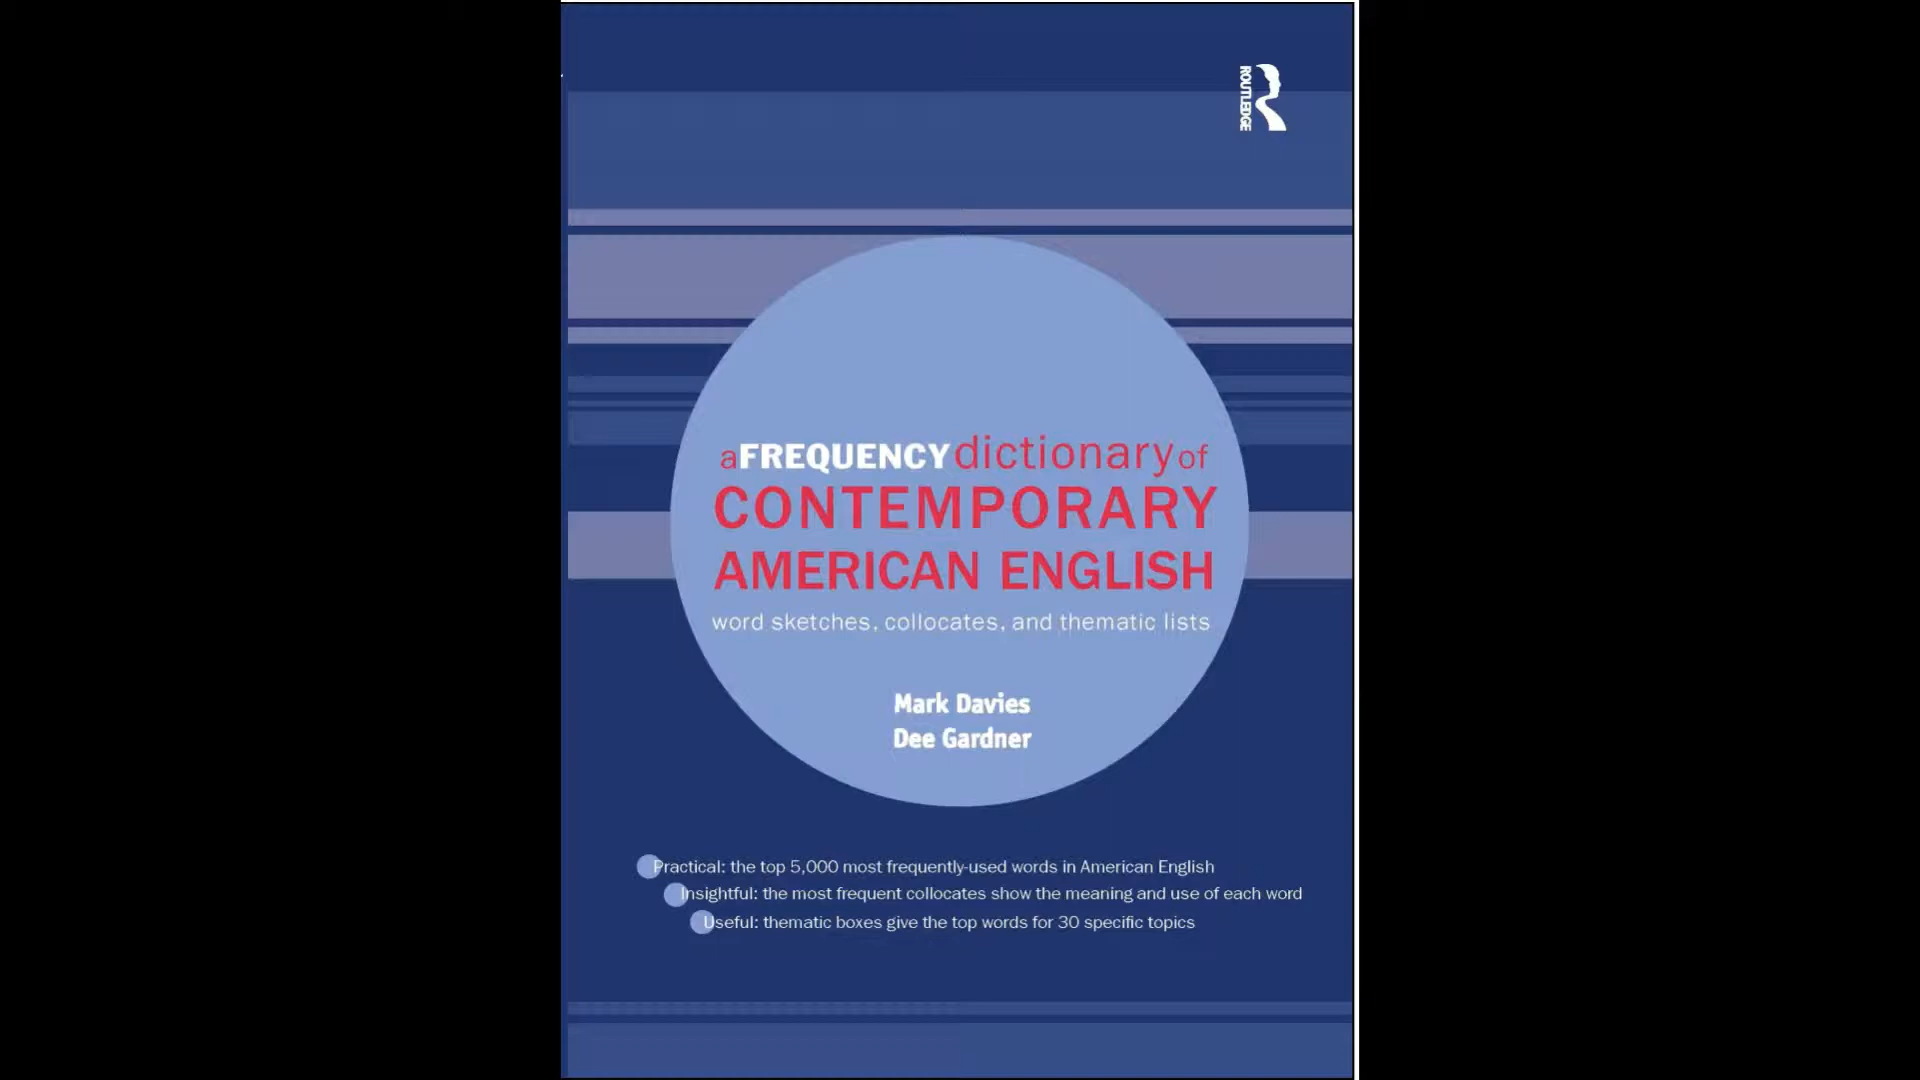 ROUTLEDGE
a FREQUENCY dictionary of
CONTEMPORARY
AMERICAN ENGLISH
word sketches, collocates, and thematic lists
Mark Davies
Dee Gardner
Practical: the top 5,000 most frequently-used words in American English
Insightful: the most frequent collocates show the meaning and use of each word
Useful: thematic boxes give the top words for 30 specific topics